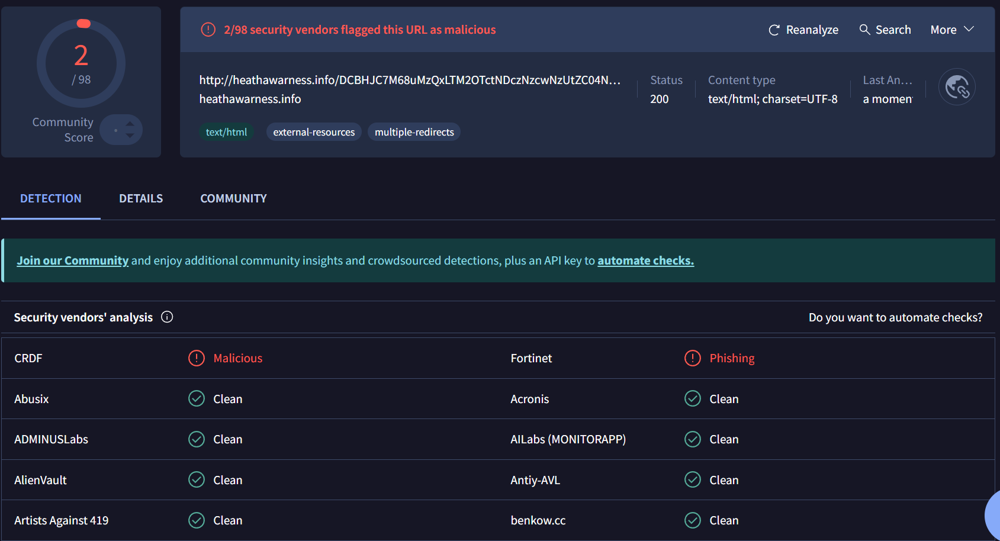 2
/ 98
Community
Score
2/98 security vendors flagged this URL as malicious
Reanalyze
Search
More
http://heathawarness.info/DCBHJC7M68uMzQxLTM2OTctNDczNzcwNzUtZC04N...
heathawarness.info
Status
200
Content type
text/html; charset=UTF-8
Last An...
a momen
text/html
external-resources
multiple-redirects
DETECTION
DETAILS
COMMUNITY
Join our Community and enjoy additional community insights and crowdsourced detections, plus an API key to automate checks.
Security vendors' analysis
Do you want to automate checks?
CRDF
Malicious
Fortinet
Phishing
Abusix
Clean
Acronis
Clean
ADMINUSLabs
Clean
AILabs (MONITORAPP)
Clean
AlienVault
Clean
Antiy-AVL
Clean
Artists Against 419
Clean
benkow.cc
Clean